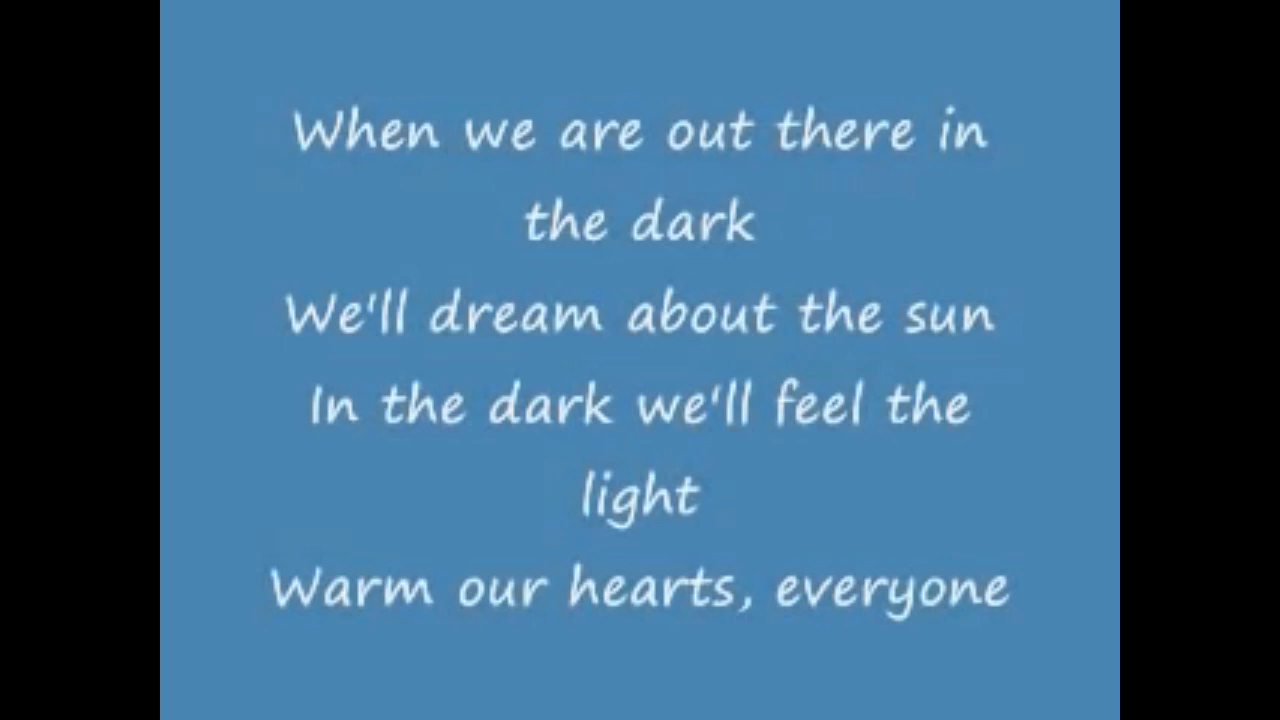 When we are out there in
the dark
We'll dream about the sun
In the dark we'll feel the
light
Warm our hearts, everyone